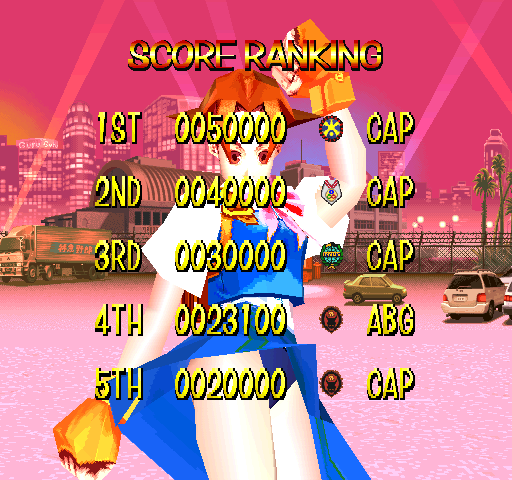 SCORE RANKING
1ST 0050000 CAP
2ND 0040000 CAP
3RD 0030000 CAP
4TH 0023100 ABG
5TH 0020000 CAP